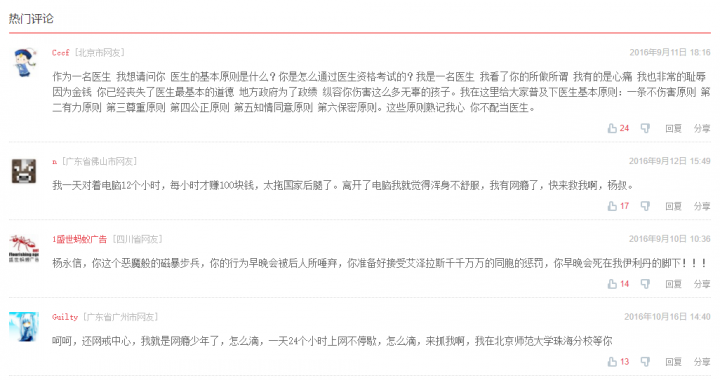 热门评论
Cocf [北京市网友] 2016年9月11日 18:16
作为一名医生 我想请问你 医生的基本原则是什么？你是怎么通过医生资格考试的？我是一名医生 我看了你的所做所谓 我有的是心痛 我也非常的耻辱
因为金钱 你已经丧失了医生最基本的道德 地方政府为了政绩 纵容你伤害这么多无辜的孩子。我在这里给大家普及下医生基本原则：一条不伤害原则 第
二有力原则 第三尊重原则 第四公正原则 第五知情同意原则 第六保密原则。这些原则熟记我心 你不配当医生。
24 回复 分享
n [广东省佛山市网友] 2016年9月12日 15:49
我一天对着电脑12个小时，每小时才赚100块钱，太拖国家后腿了。离开了电脑我就觉得浑身不舒服，我有网瘾了，快来救我啊，杨叔。
17 回复 分享
1盛世蚂蚁广告 [四川省网友] 2016年9月10日 10:36
杨永信，你这个恶魔般的磁暴步兵，你的行为早晚会被后人所唾弃，你准备好接受艾泽拉斯千千万万的同胞的惩罚，你早晚会死在我伊利丹的脚下！！！
14 回复 分享
Guilty [广东省广州市网友] 2016年10月16日 14:40
呵呵，还网戒中心，我就是网瘾少年了，怎么滴，一天24个小时上网不停歇，怎么滴，来抓我啊，我在北京师范大学珠海分校等你
13 回复 分享